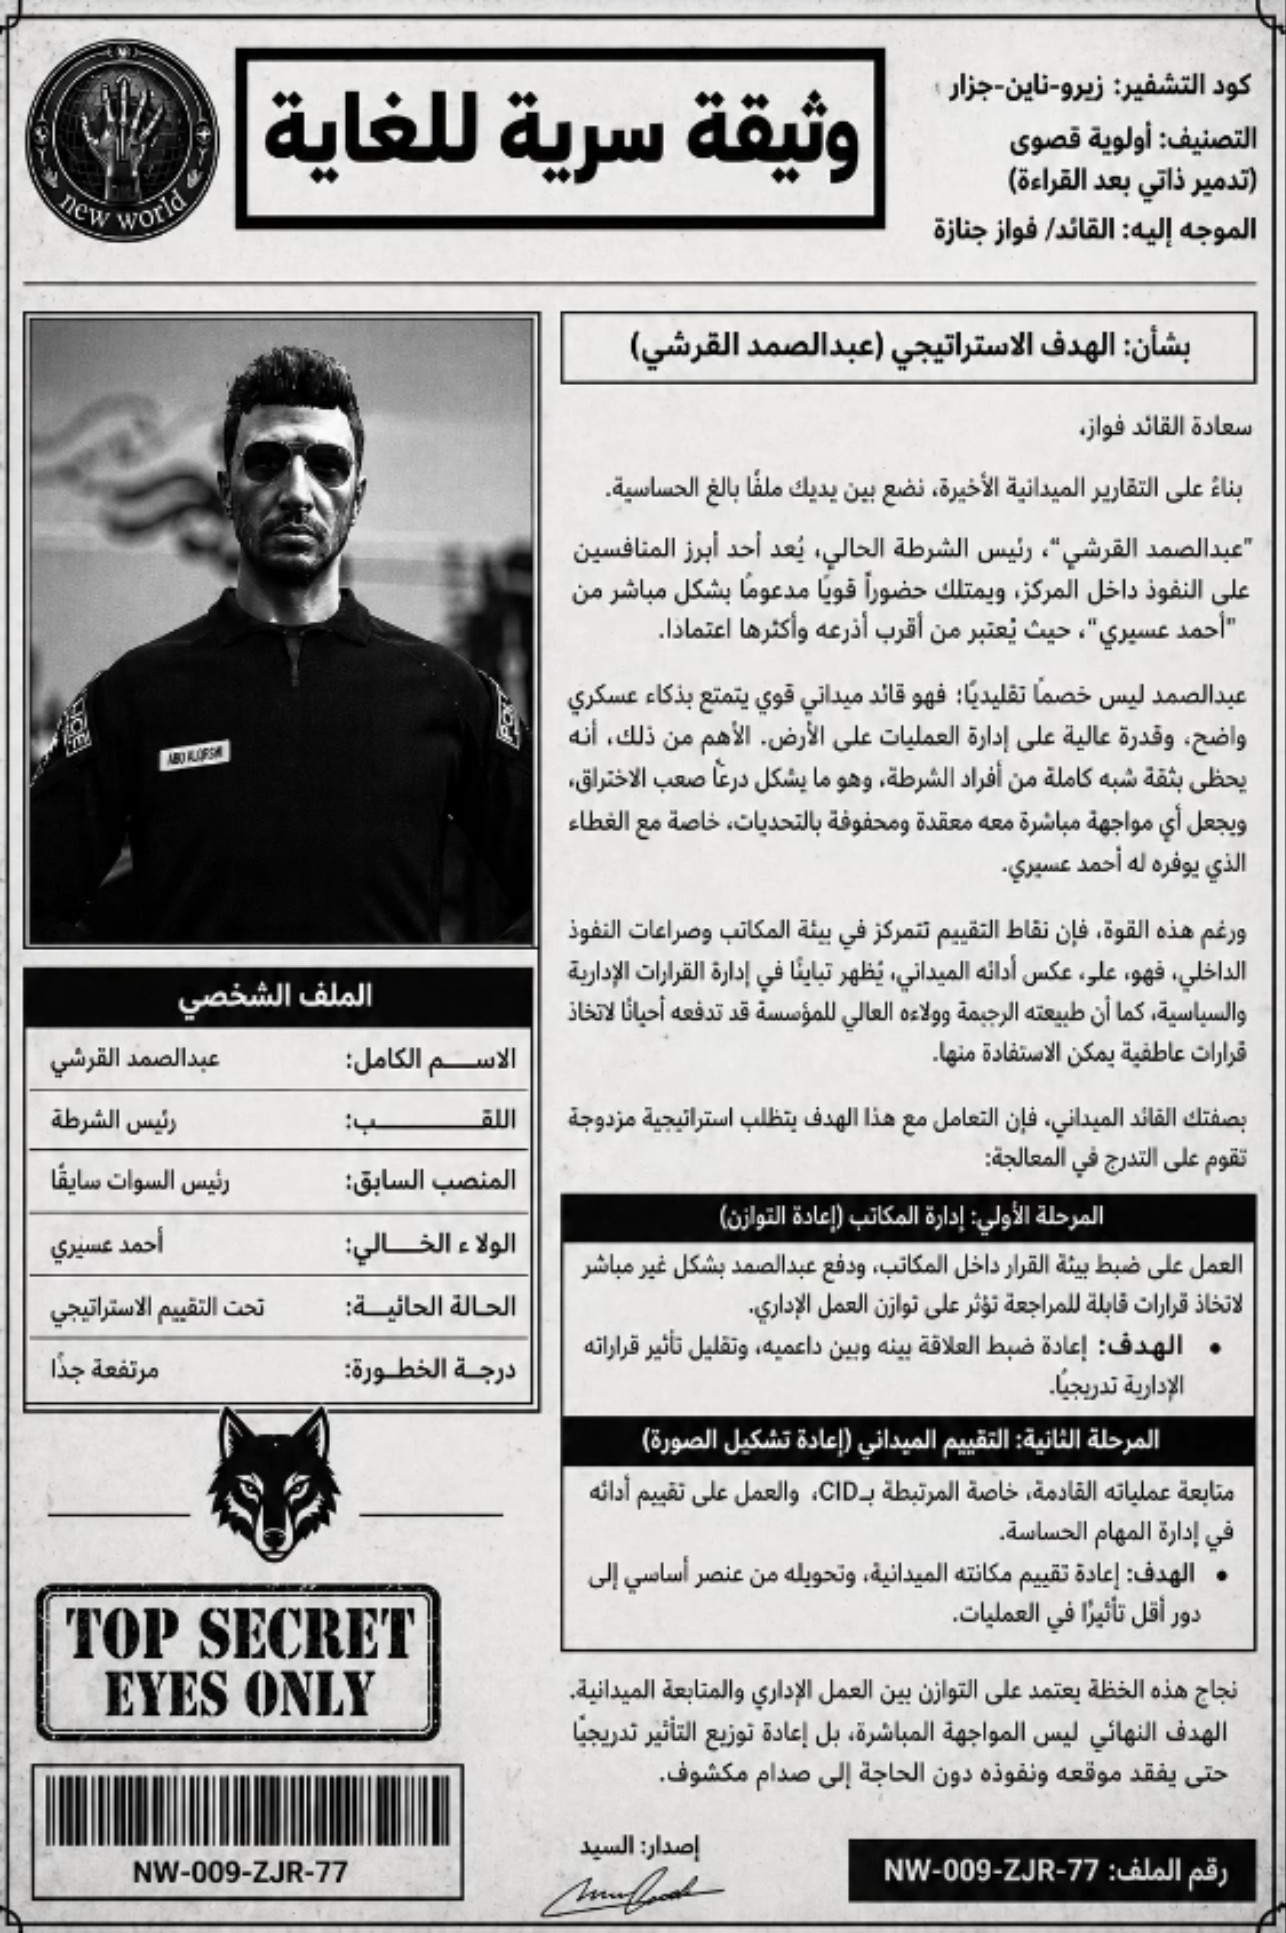 كود التشفير: زيرو-ناين-جزار
التصنيف: أولوية قصوى
(تدمير ذاتي بعد القراءة)
الموجه إليه: القائد/ فواز جنازة
وثيقة سرية للغاية
new world
بشأن: الهدف الاستراتيجي (عبدالصمد القرشي)
سعادة القائد فواز،
بناءً على التقارير الميدانية الأخيرة، نضع بين يديك ملفًا بالغ الحساسية.
"عبدالصمد القرشي"، رئيس الشرطة الحالي، يُعد أحد أبرز المنافسين
على النفوذ داخل المركز، ويمتلك حضوراً قويًا مدعومًا بشكل مباشر من
"أحمد عسيري"، حيث يُعتبر من أقرب أذرعه وأكثرها اعتمادا.
عبدالصمد ليس خصماً تقليديًا؛ فهو قائد ميداني قوي يتمتع بذكاء عسكري
واضح، وقدرة عالية على إدارة العمليات على الأرض. الأهم من ذلك، أنه
يحظى بثقة شبه كاملة من أفراد الشرطة، وهو ما يشكل درعًا صعب الاختراق،
ويجعل أي مواجهة مباشرة معه معقدة ومحفوفة بالتحديات، خاصة مع الغطاء
الذي يوفره له أحمد عسيري.
ورغم هذه القوة، فإن نقاط التقييم تتمركز في بيئة المكاتب وصراعات النفوذ
الداخلي، فهو، على، عكس أدائه الميداني، يُظهر تباينًا في إدارة القرارات الإدارية
والسياسية، كما أن طبيعته الرجيمة وولاءه العالي للمؤسسة قد تدفعه أحيانًا لاتخاذ
قرارات عاطفية يمكن الاستفادة منها.
بصفتك القائد الميداني، فإن التعامل مع هذا الهدف يتظلب استراتيجية مزدوجة
تقوم على التدرج في المعالجة:
المرحلة الأولي: إدارة المكاتب (إعادة التوازن)
العمل على ضبط بيئة القرار داخل المكاتب، ودفع عبدالصمد بشكل غير مباشر
لاتخاذ قرارات قابلة للمراجعة تؤثر على توازن العمل الإداري.
• الهدف: إعادة ضبط العلاقة بينه وبين داعميه، وتقليل تأثير قراراته
الإدارية تدريجيًا.
المرحلة الثانية: التقييم الميداني (إعادة تشكيل الصورة)
متابعة عملياته القادمة، خاصة المرتبطة بـCID، والعمل على تقييم أدائه
في إدارة المهام الحساسة.
• الهدف: إعادة تقييم مكانته الميدانية، وتحويله من عنصر أساسي إلى
دور أقل تأثيرًا في العمليات.
نجاح هذه الخظة يعتمد على التوازن بين العمل الإداري والمتابعة الميدانية.
الهدف النهائي ليس المواجهة المباشرة، بل إعادة توزيع التأثير تدريجيًا
حتى يفقد موقعه ونفوذه دون الحاجة إلى صدام مكشوف.
رقم الملف: NW-009-ZJR-77
إصدار: السيد
الملف الشخصي
الاســـم الكامل: عبدالصمد القرشي
اللقـــــــــــب: رئيس الشرطة
المنصب السابق: رئيس السوات سايقًا
الولا ء الخـــالي: أحمد عسيري
الحـالة الحائيــة: تحت التقييم الاستراتيجي
درجـة الخطــورة: مرتفعة جدًا
TOP SECRET
EYES ONLY
NW-009-ZJR-77